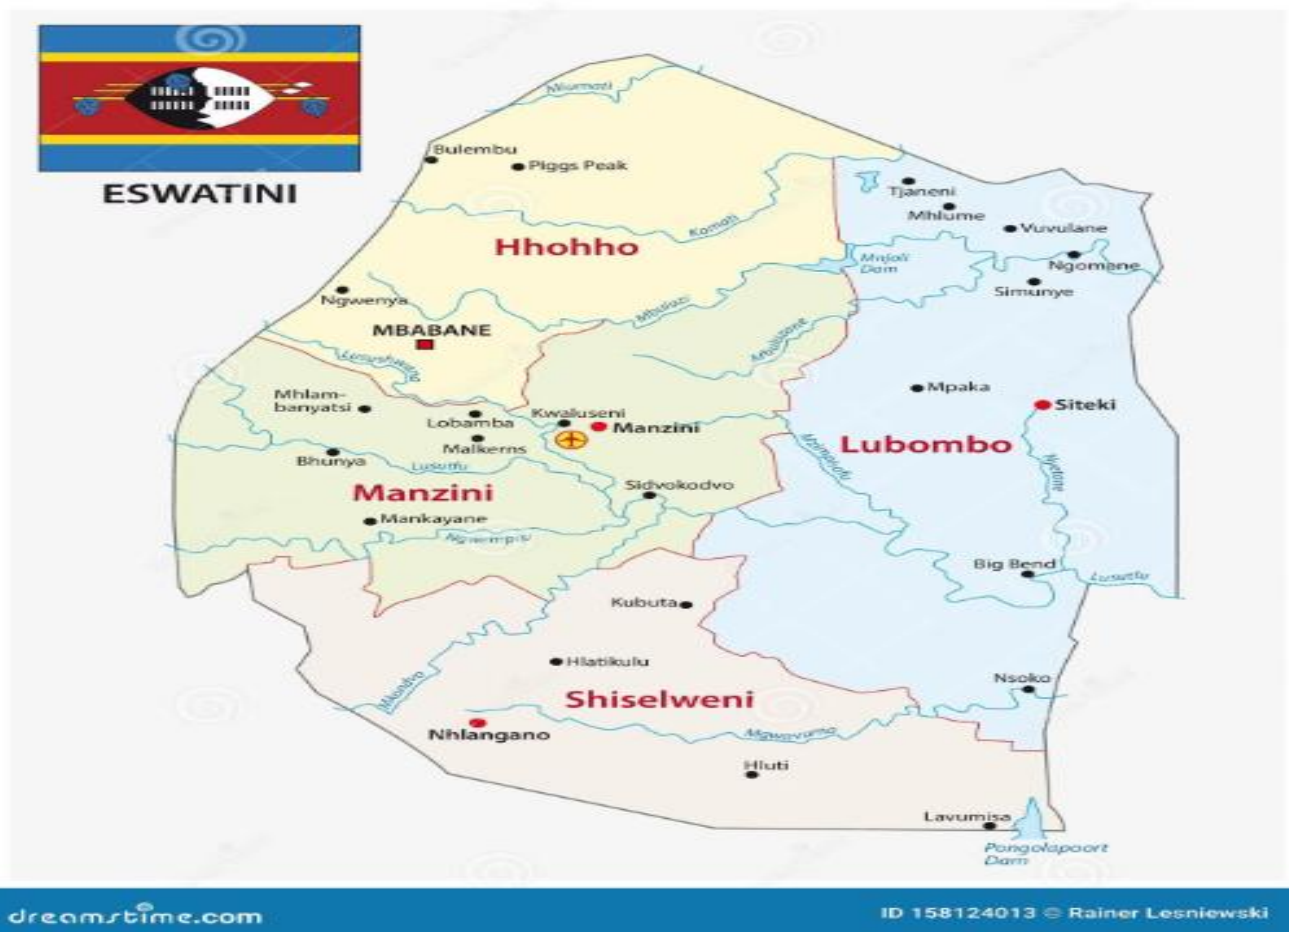 ESWATINI
Mlumati
Bulembu
Piggs Peak
Tjaneni
Mhlume
Komati
Vuvulane
Hhohho
Mnjoli
Dam
Ngomane
Simunye
Ngwenya
Mbuluzi
MBABANE
Lusushwana
Mpaka
Mhlam-
banyatsi
Siteki
Lobamba
Kwaluseni
Manzini
Malkerns
Lubombo
Bhunya
Lusutfu
Manzini
Sidvokodvo
Mankayane
Ngwempisi
Big Bend
Lusutfu
Kubuta
Hlatikulu
Mkondvo
Nsoko
Shiselweni
Nhlangano
Hluti
Lavumisa
Pongolapoort
Dam
dreamstime.com
ID 158124013 © Rainer Lesniewski